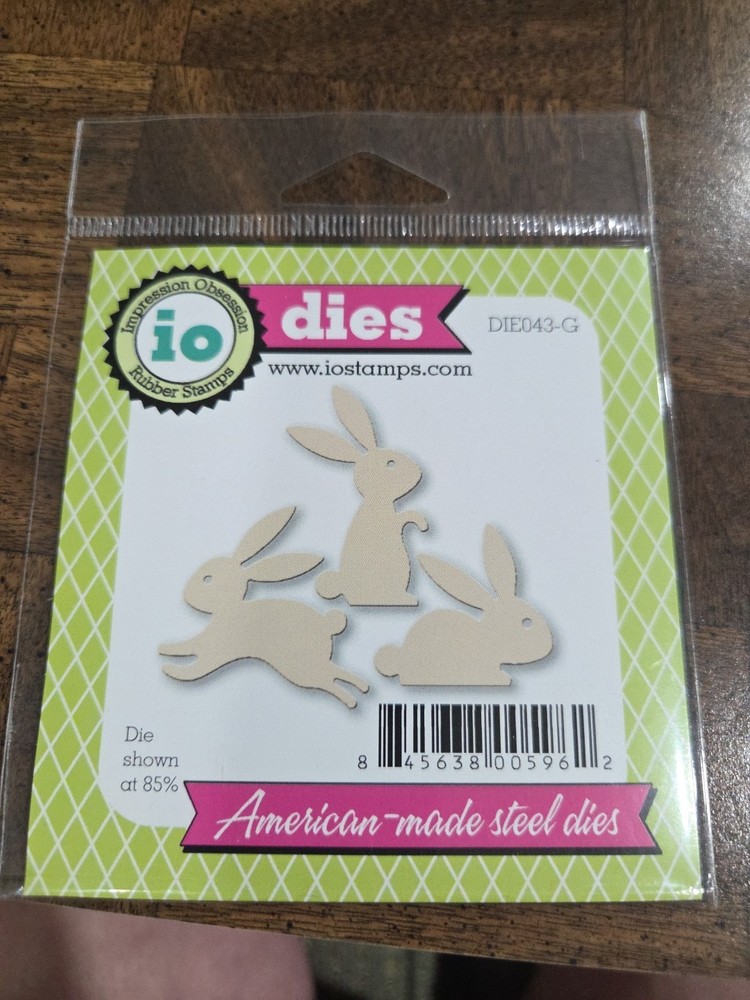 Impression Obsession
io
Rubber Stamps
dies
DIE043-G
www.iostamps.com
Die
shown
at 85%
8 45638 00596 2
American-made steel dies